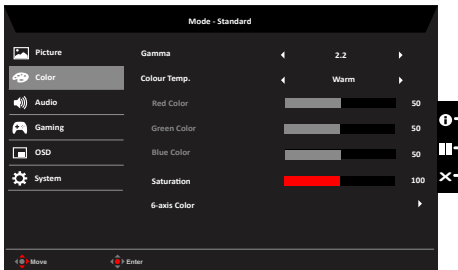 Mode - Standard
Picture
Gamma
2.2
Color
Colour Temp.
Warm
Audio
Red Color
50
Gaming
Green Color
50
OSD
Blue Color
50
System
Saturation
100
6-axis Color
Move
Enter